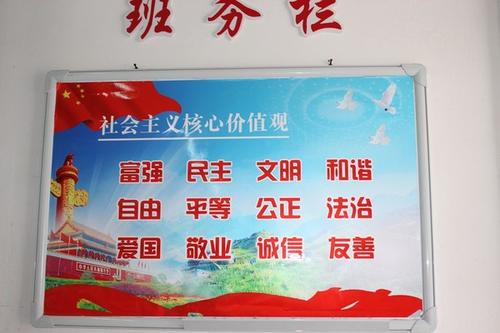 班务栏
社会主义核心价值观
富强 民主 文明 和谐
自由 平等 公正 法治
爱国 敬业 诚信 友善